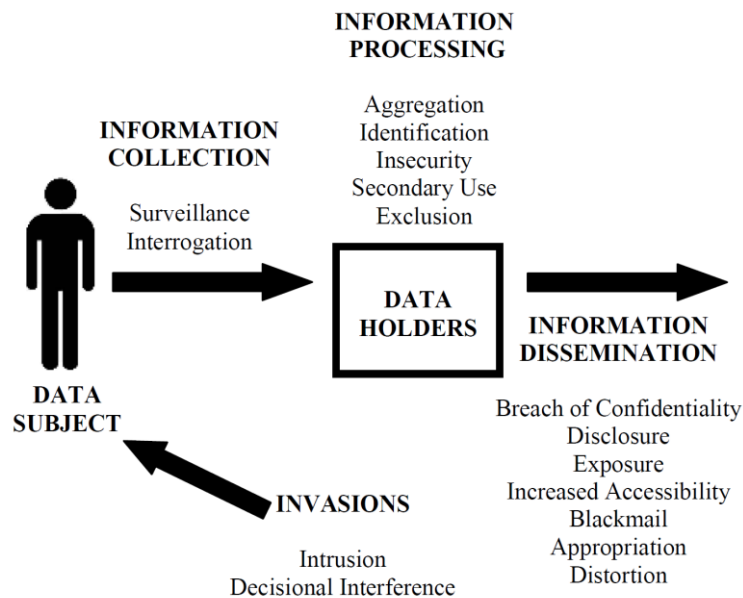 INFORMATION
PROCESSING
Aggregation
Identification
Insecurity
Secondary Use
Exclusion
INFORMATION
COLLECTION
Surveillance
Interrogation
DATA
HOLDERS
INFORMATION
DISSEMINATION
Breach of Confidentiality
Disclosure
Exposure
Increased Accessibility
Blackmail
Appropriation
Distortion
DATA
SUBJECT
INVASIONS
Intrusion
Decisional Interference